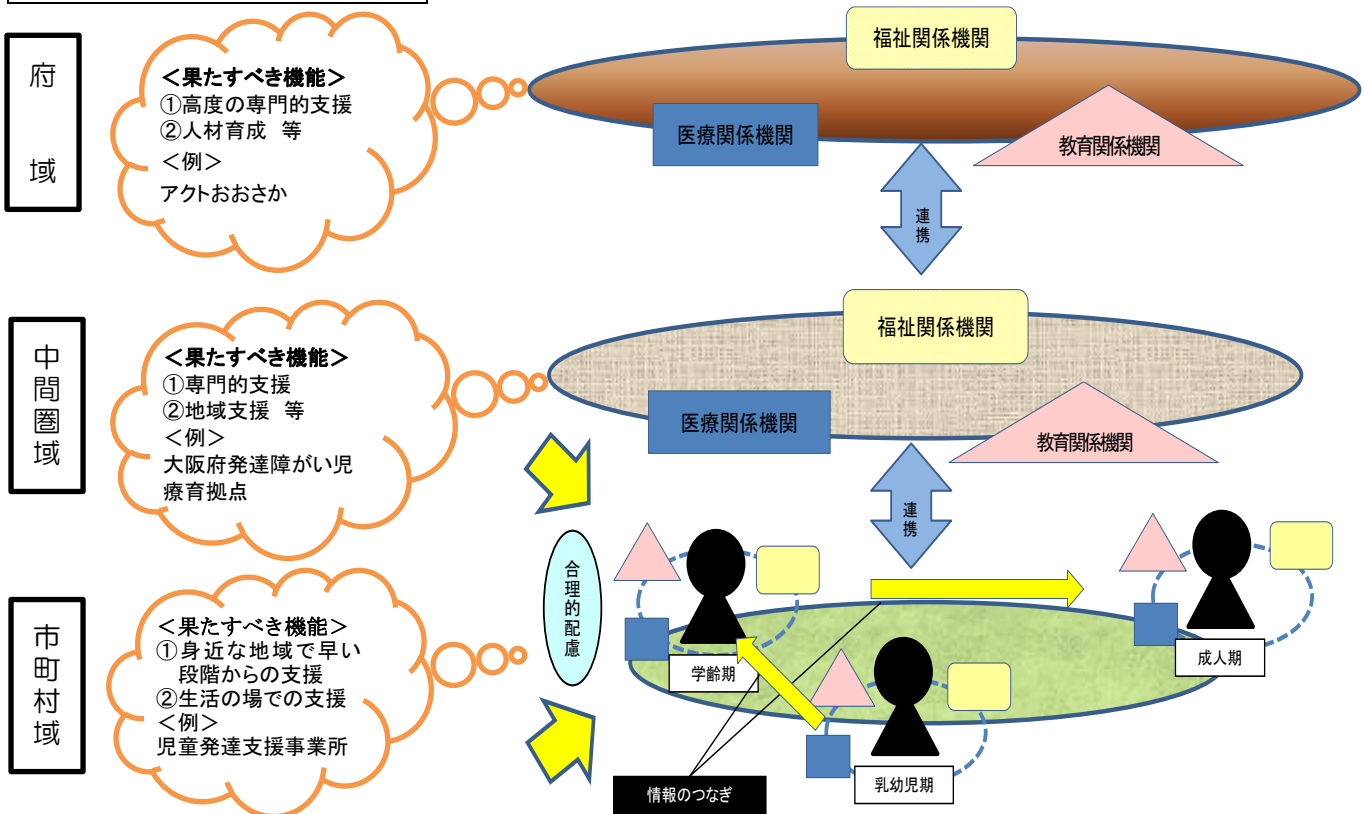 府域
<果たすべき機能>
①高度の専門的支援
②人材育成 等
<例>
アクトおおさか
福祉関係機関
医療関係機関
教育関係機関
連携
中間圏域
<果たすべき機能>
①専門的支援
②地域支援 等
<例>
大阪府発達障がい児
療育拠点
福祉関係機関
医療関係機関
教育関係機関
連携
市町村域
<果たすべき機能>
①身近な地域で早い
段階からの支援
②生活の場での支援
<例>
児童発達支援事業所
合理的配慮
学齢期
成人期
乳幼児期
情報のつなぎ